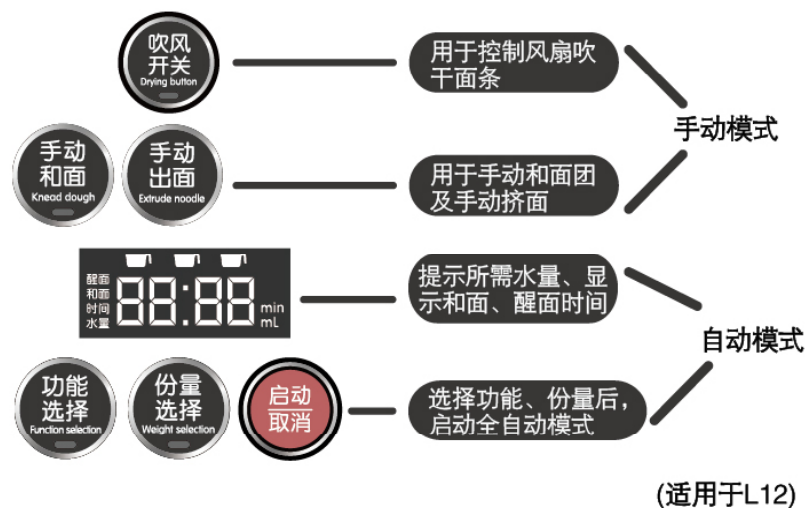 吹风
开关
Drying button
用于控制风扇吹
干面条
手动模式
手动
和面
Knead dough
手动
出面
Extrude noodle
用于手动和面团
及手动挤面
醒面
和面
时间
水量
88:88
min
mL
提示所需水量、显
示和面、醒面时间
自动模式
功能
选择
Function selection
份量
选择
Weight selection
启动
取消
选择功能、份量后，
启动全自动模式
(适用于L12)